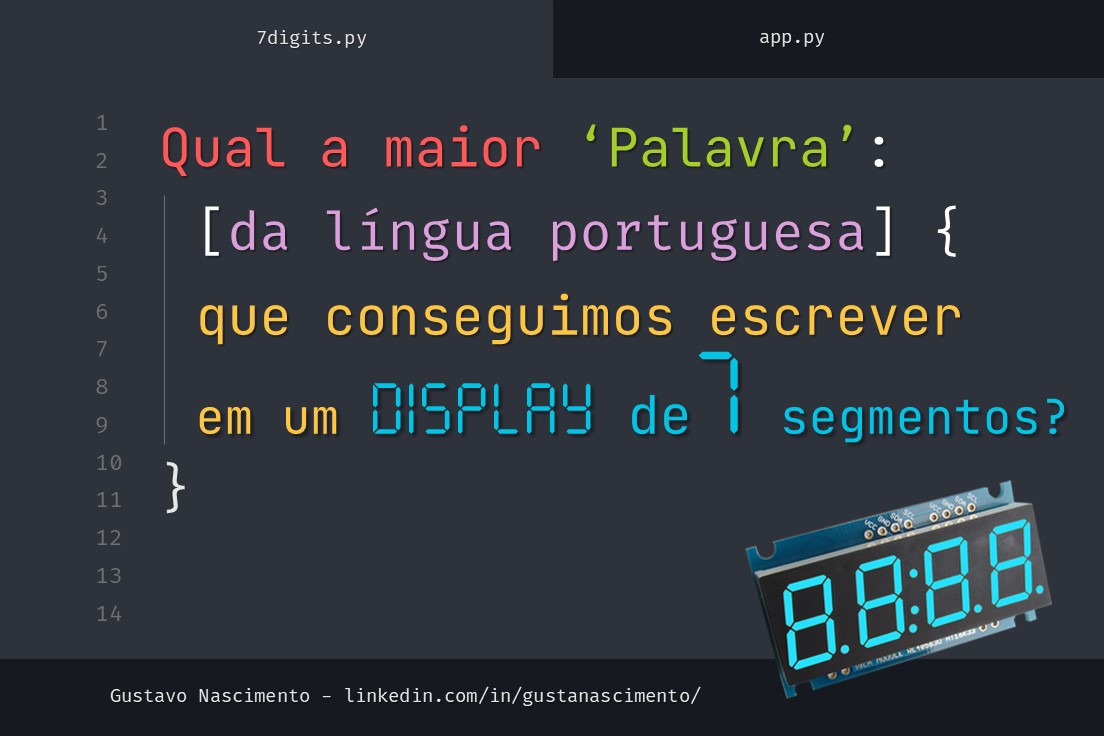 7digits.py
app.py
1
2
3
4
5
6
7
8
9
10
11
12
13
14
Qual a maior ‘Palavra’:
[da língua portuguesa] {
que conseguimos escrever
em um DISPLAY de 7 segmentos?
}
8.8:8.8.
Gustavo Nascimento - linkedin.com/in/gustanascimento/